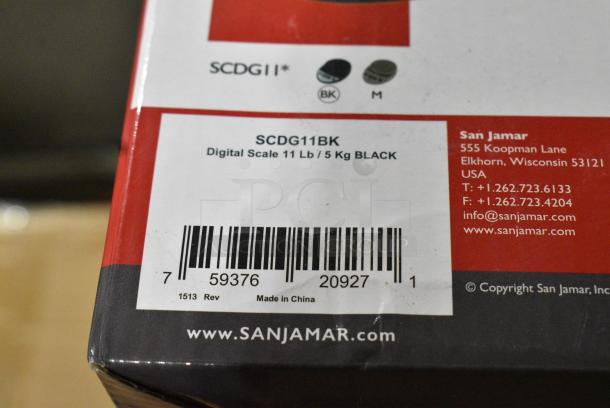 SCDG11*
BK
M
SCDG11BK
Digital Scale 11 Lb / 5 Kg BLACK
7 59376 20927 1
1513 Rev
Made in China
San Jamar
555 Koopman Lane
Elkhorn, Wisconsin 53121
USA
T: +1.262.723.6133
F: +1.262.723.4204
info@sanjamar.com
www.sanjamar.com
© Copyright San Jamar, Inc
www.SANJAMAR.com
PCI